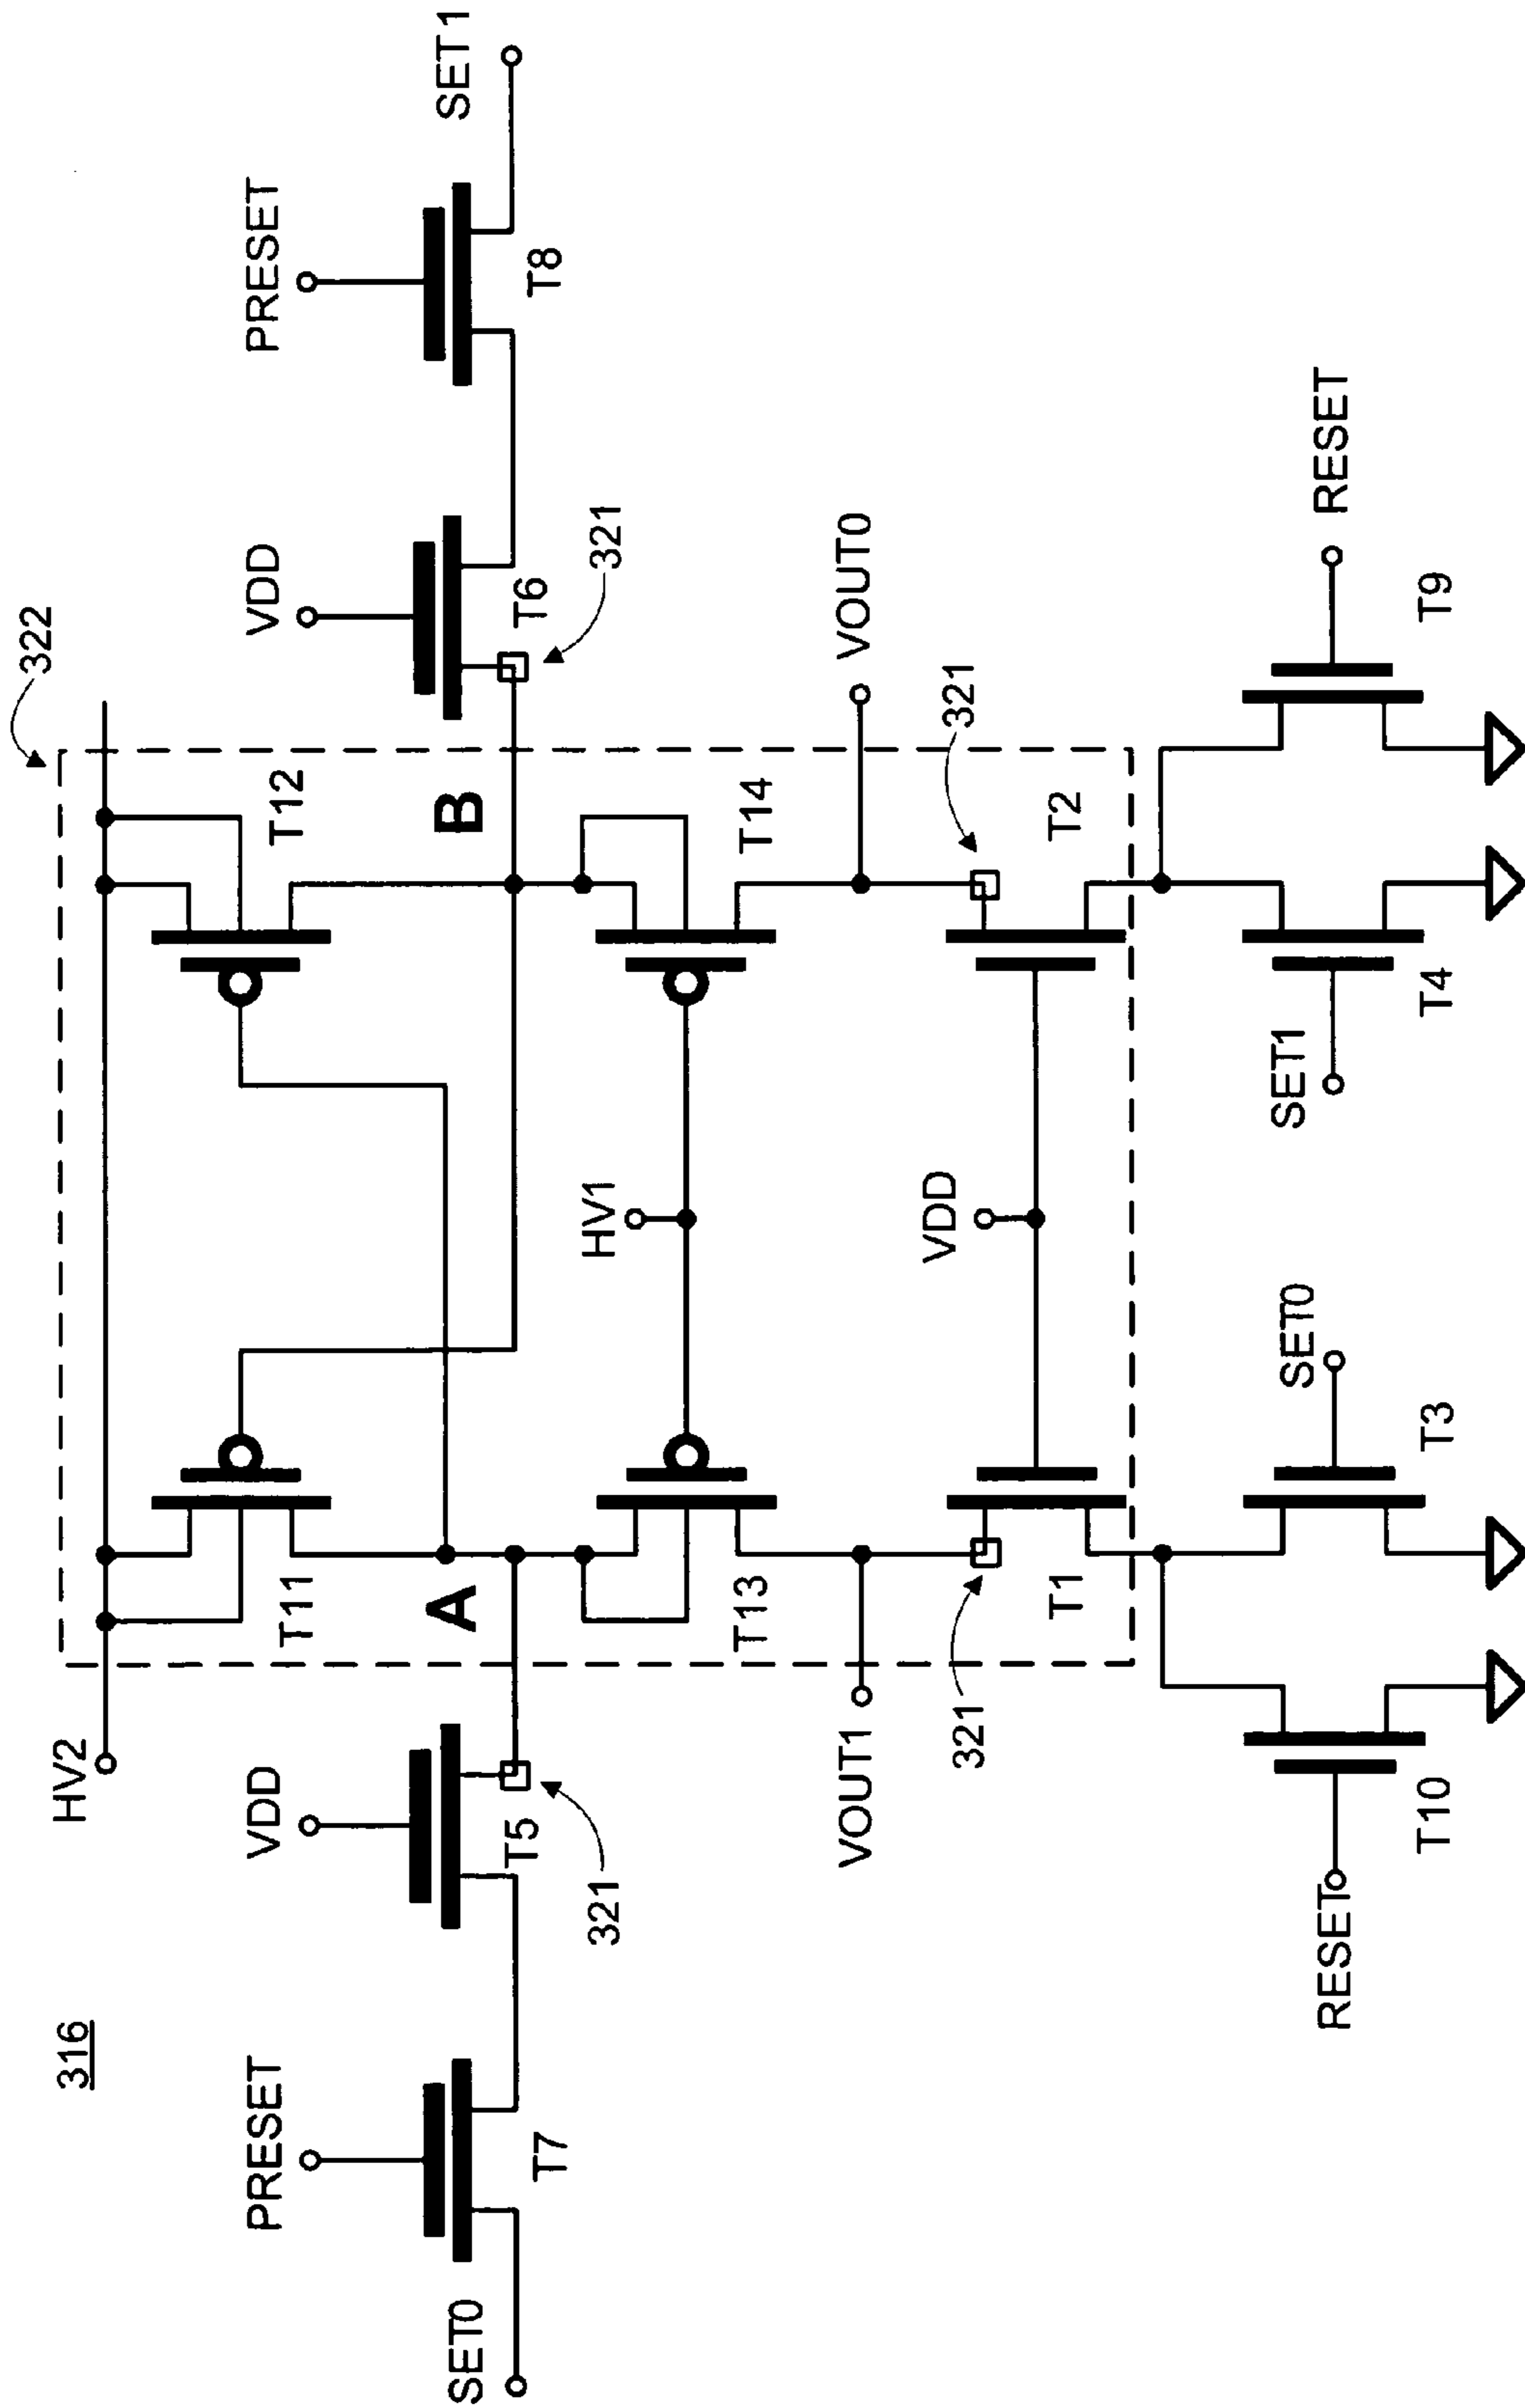 316
322
HV2
PRESET
VDD
VDD
PRESET
SET0
T7
T5
321
A
T11
T12
B
T6
321
T8
SET1
HV1
T13
T14
VOUT1
VOUT0
321
VDD
321
T1
T2
RESET
T10
T3
SET0
SET1
T4
T9
RESET